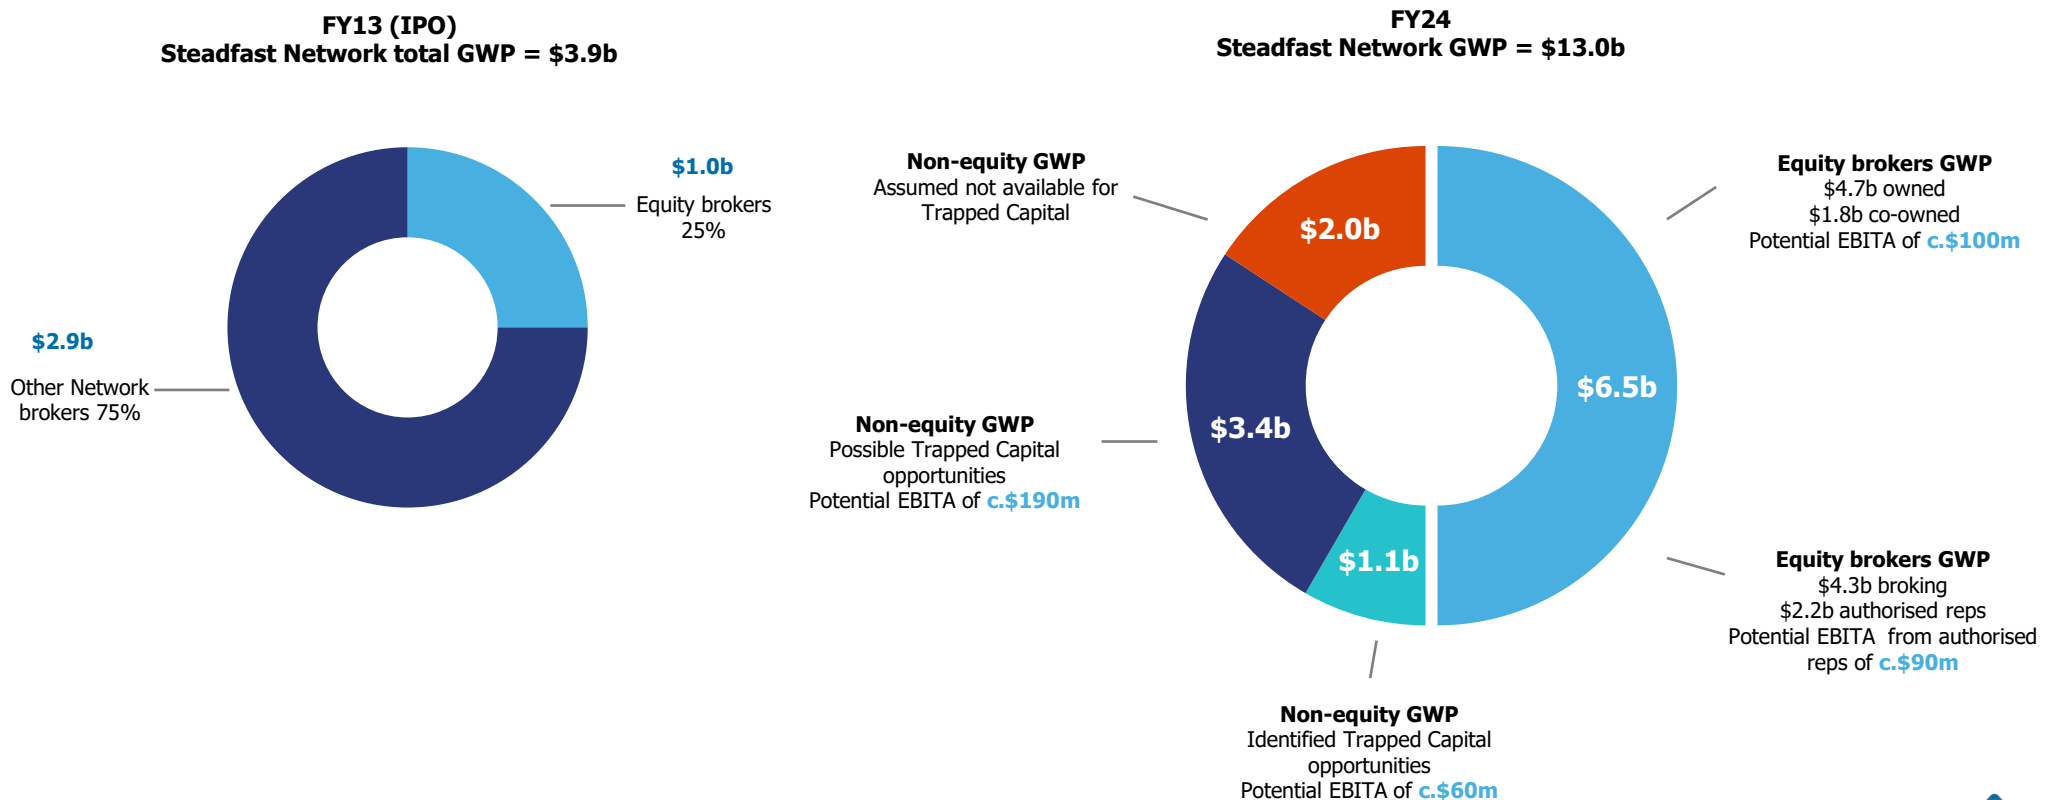 FY13 (IPO)
Steadfast Network total GWP = $3.9b
$1.0b
Equity brokers
25%
$2.9b
Other Network
brokers 75%
FY24
Steadfast Network GWP = $13.0b
Non-equity GWP
Assumed not available for
Trapped Capital
$2.0b
Equity brokers GWP
$4.7b owned
$1.8b co-owned
Potential EBITA of c.$100m
$6.5b
Non-equity GWP
Possible Trapped Capital
opportunities
Potential EBITA of c.$190m
$3.4b
$1.1b
Equity brokers GWP
$4.3b broking
$2.2b authorised reps
Potential EBITA from authorised
reps of c.$90m
Non-equity GWP
Identified Trapped Capital
opportunities
Potential EBITA of c.$60m